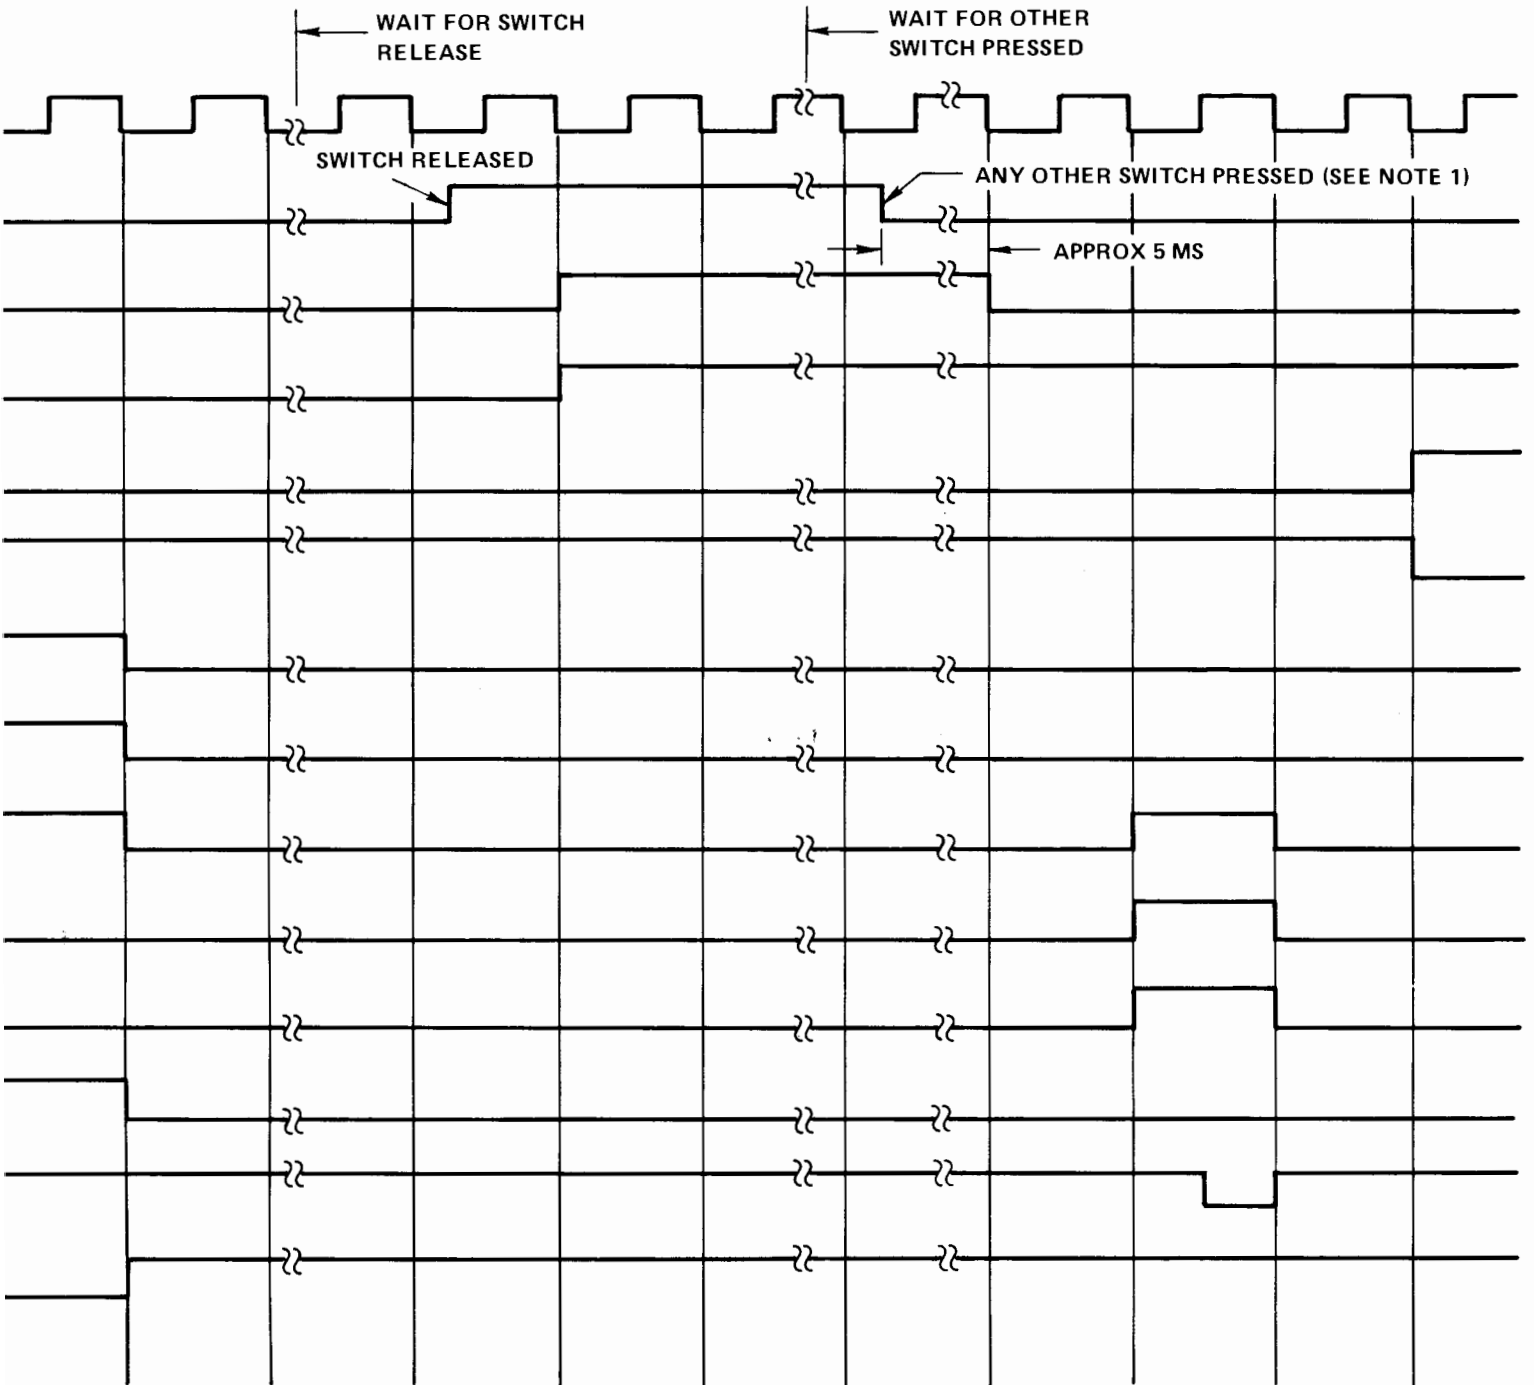 WAIT FOR SWITCH
RELEASE
WAIT FOR OTHER
SWITCH PRESSED
SWITCH RELEASED
ANY OTHER SWITCH PRESSED (SEE NOTE 1)
APPROX 5 MS